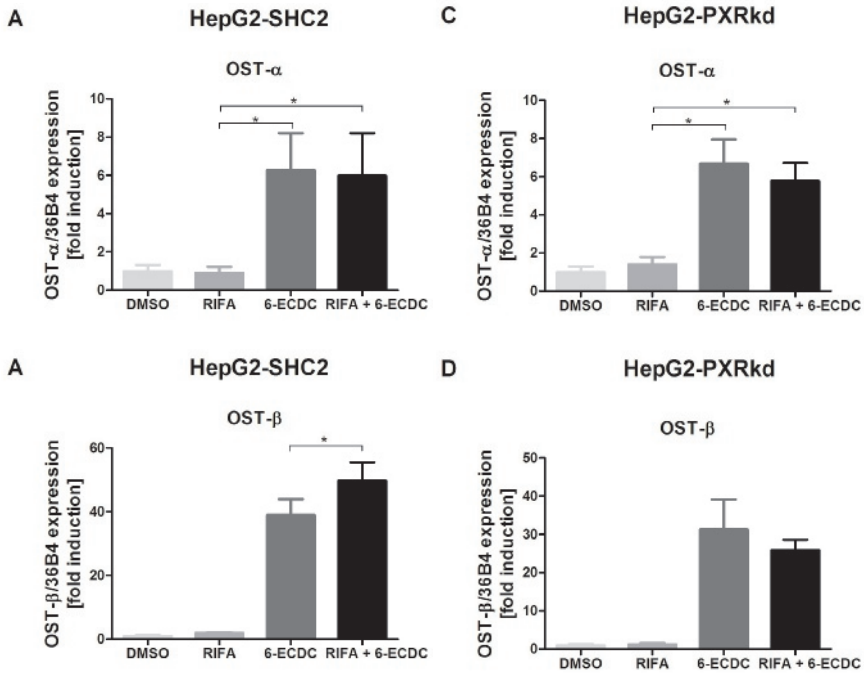 A
HepG2-SHC2
OST-α
OST-α/36B4 expression
[fold induction]
10
8
6
4
2
0
*
*
DMSO
RIFA
6-ECDC
RIFA + 6-ECDC
C
HepG2-PXRkd
OST-α
OST-α/36B4 expression
[fold induction]
10
8
6
4
2
0
*
*
DMSO
RIFA
6-ECDC
RIFA + 6-ECDC
A
HepG2-SHC2
OST-β
OST-β/36B4 expression
[fold induction]
60
40
20
0
*
DMSO
RIFA
6-ECDC
RIFA + 6-ECDC
D
HepG2-PXRkd
OST-β
OST-β/36B4 expression
[fold induction]
50
40
30
20
10
0
DMSO
RIFA
6-ECDC
RIFA + 6-ECDC